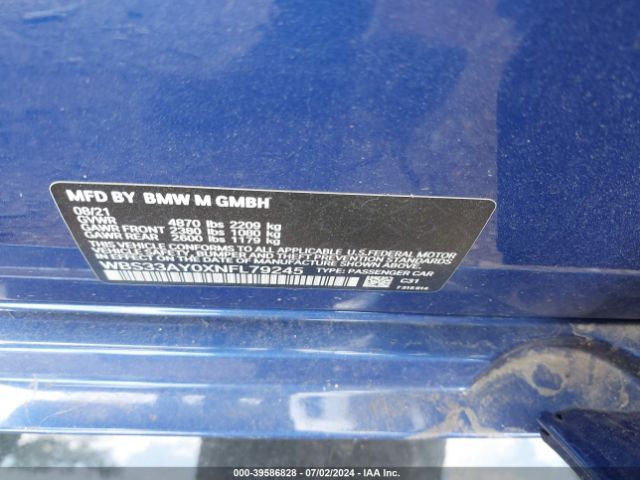 MFD BY BMW M GMBH
08/21
GVWR 4870 lbs 2209 kg
GAWR FRONT 2380 lbs 1080 kg
GAWR REAR 2600 lbs 1179 kg
THIS VEHICLE CONFORMS TO ALL APPLICABLE U.S. FEDERAL MOTOR
VEHICLE SAFETY, BUMPER AND THEFT PREVENTION STANDARDS
IN EFFECT ON THE DATE OF MANUFACTURE SHOWN ABOVE.
WBS33AY0XNFL79245 TYPE: PASSENGER CAR
C31
000-39586828 - 07/02/2024 - IAA Inc.